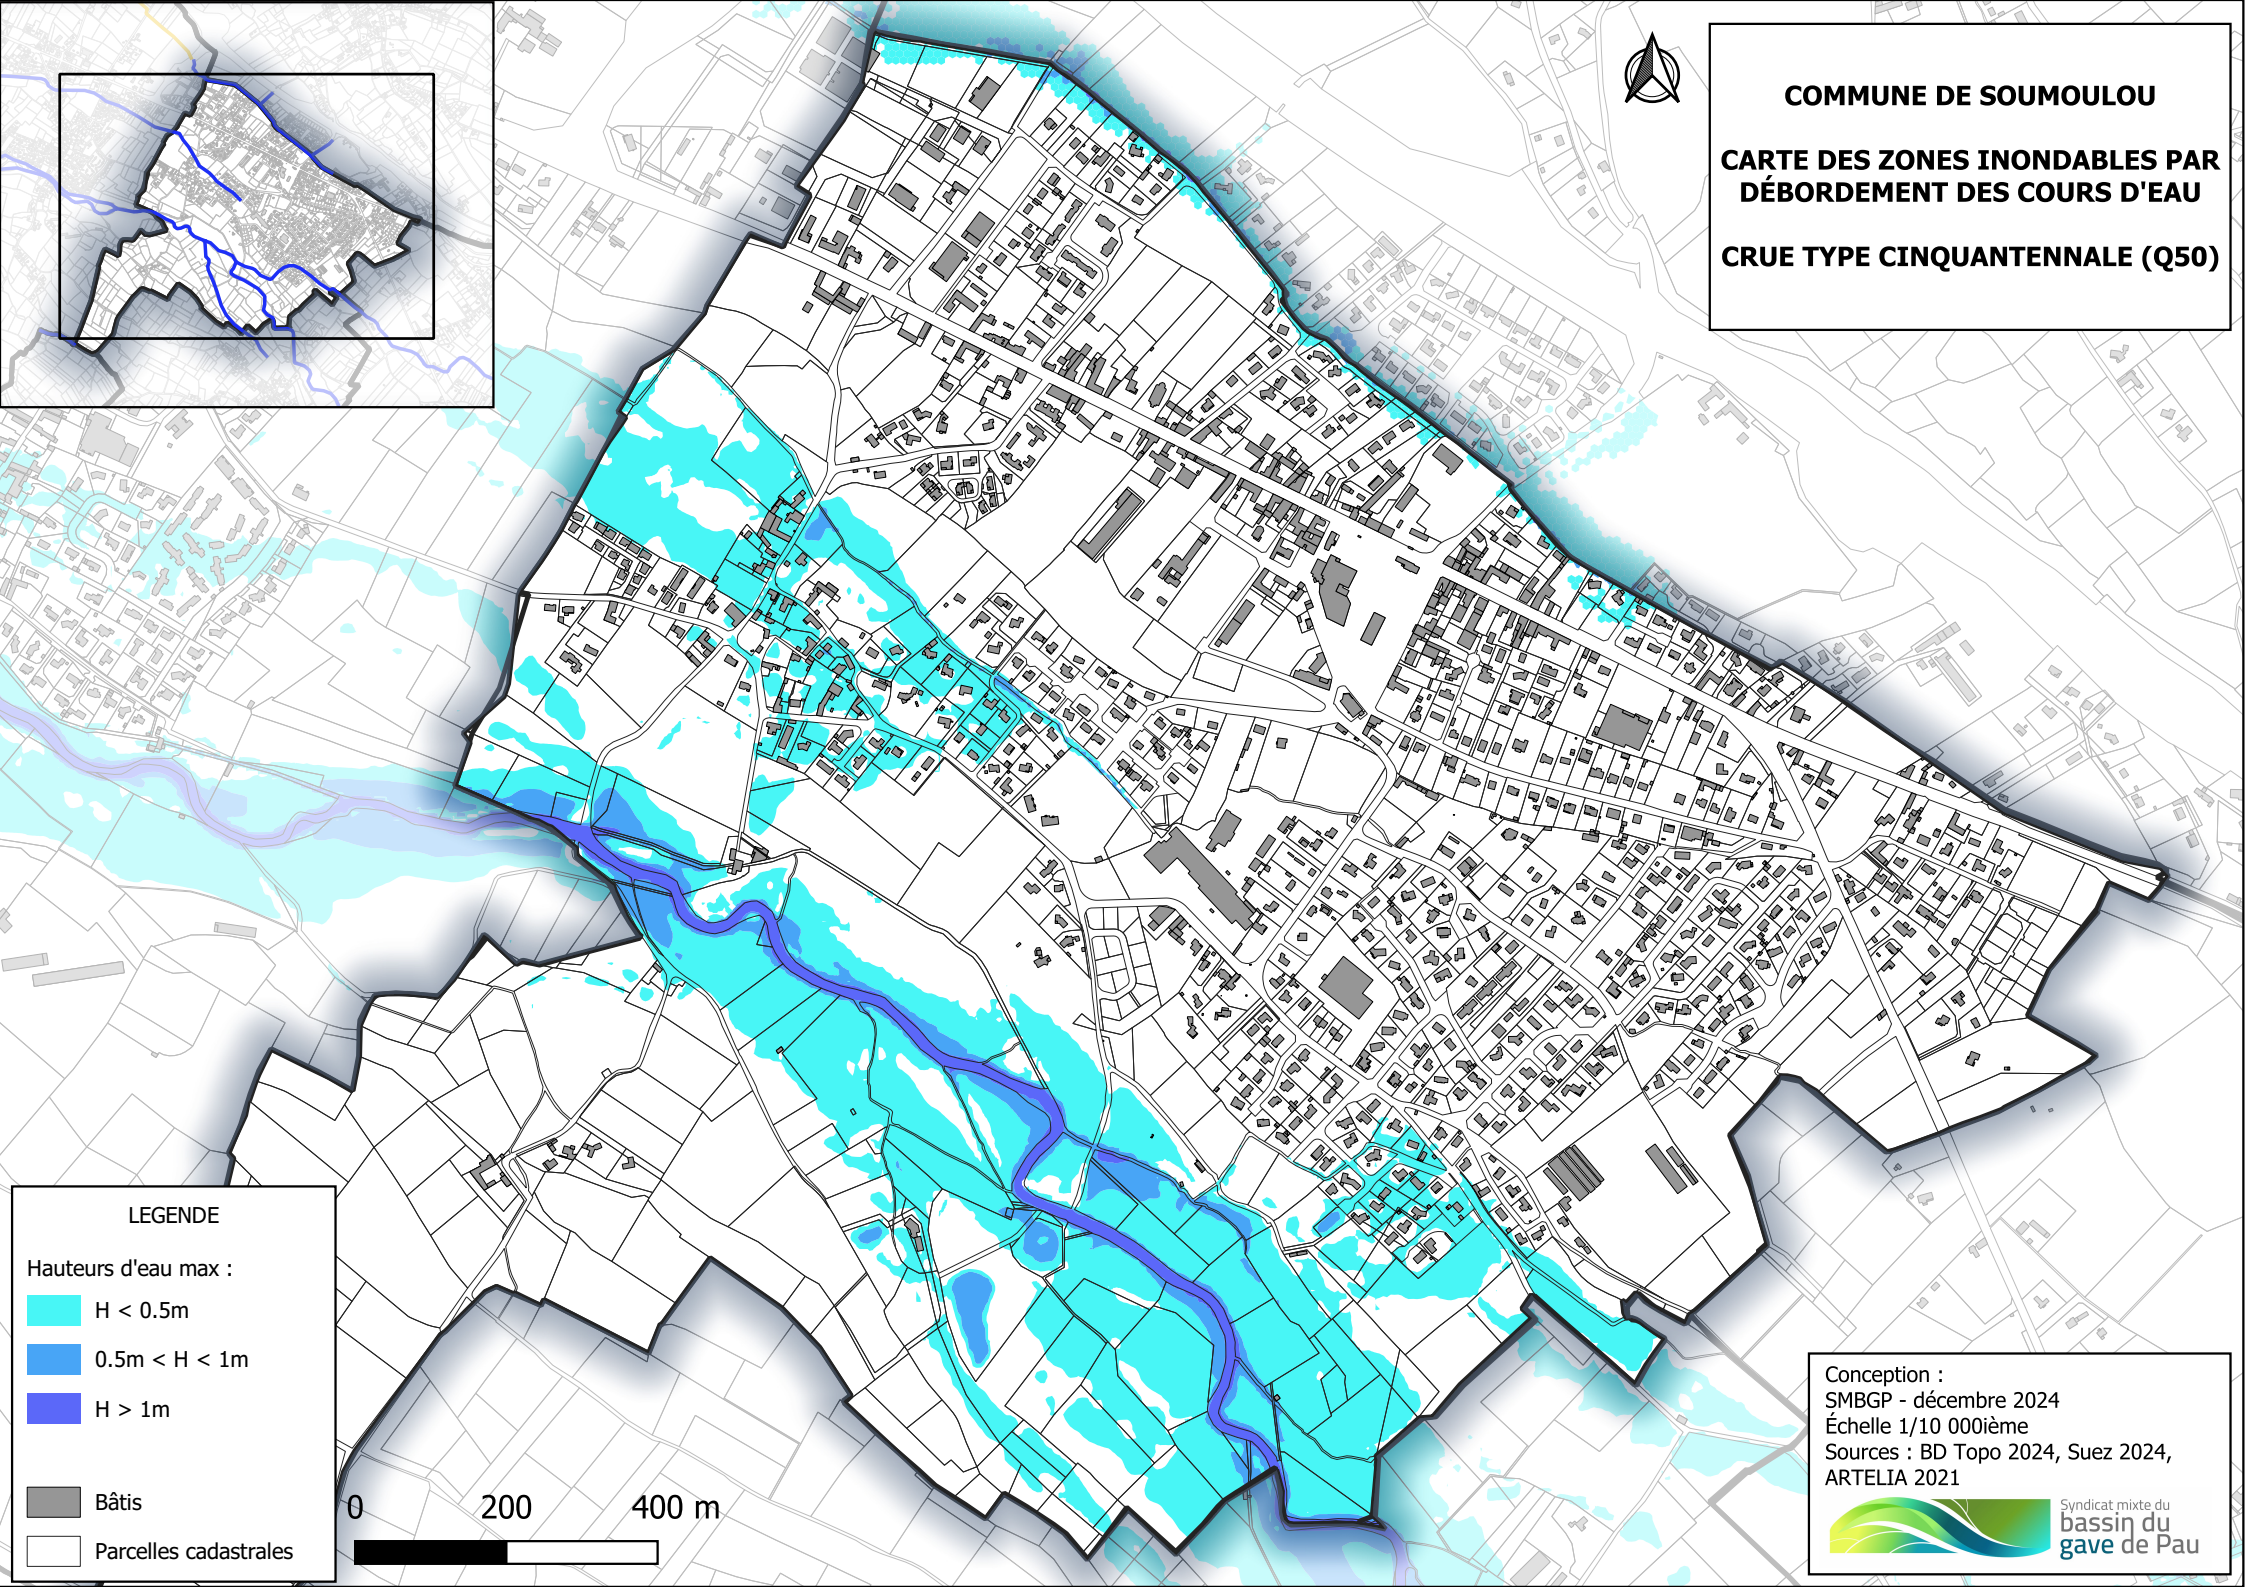 COMMUNE DE SOUMOULOU
CARTE DES ZONES INONDABLES PAR
DÉBORDEMENT DES COURS D'EAU
CRUE TYPE CINQUANTENNALE (Q50)
LEGENDE
Hauteurs d'eau max :
H < 0.5m
0.5m < H < 1m
H > 1m
Bâtis
Parcelles cadastrales
0 200 400 m
Conception :
SMBGP - décembre 2024
Échelle 1/10 000ième
Sources : BD Topo 2024, Suez 2024,
ARTELIA 2021
Syndicat mixte du
bassin du
gave de Pau